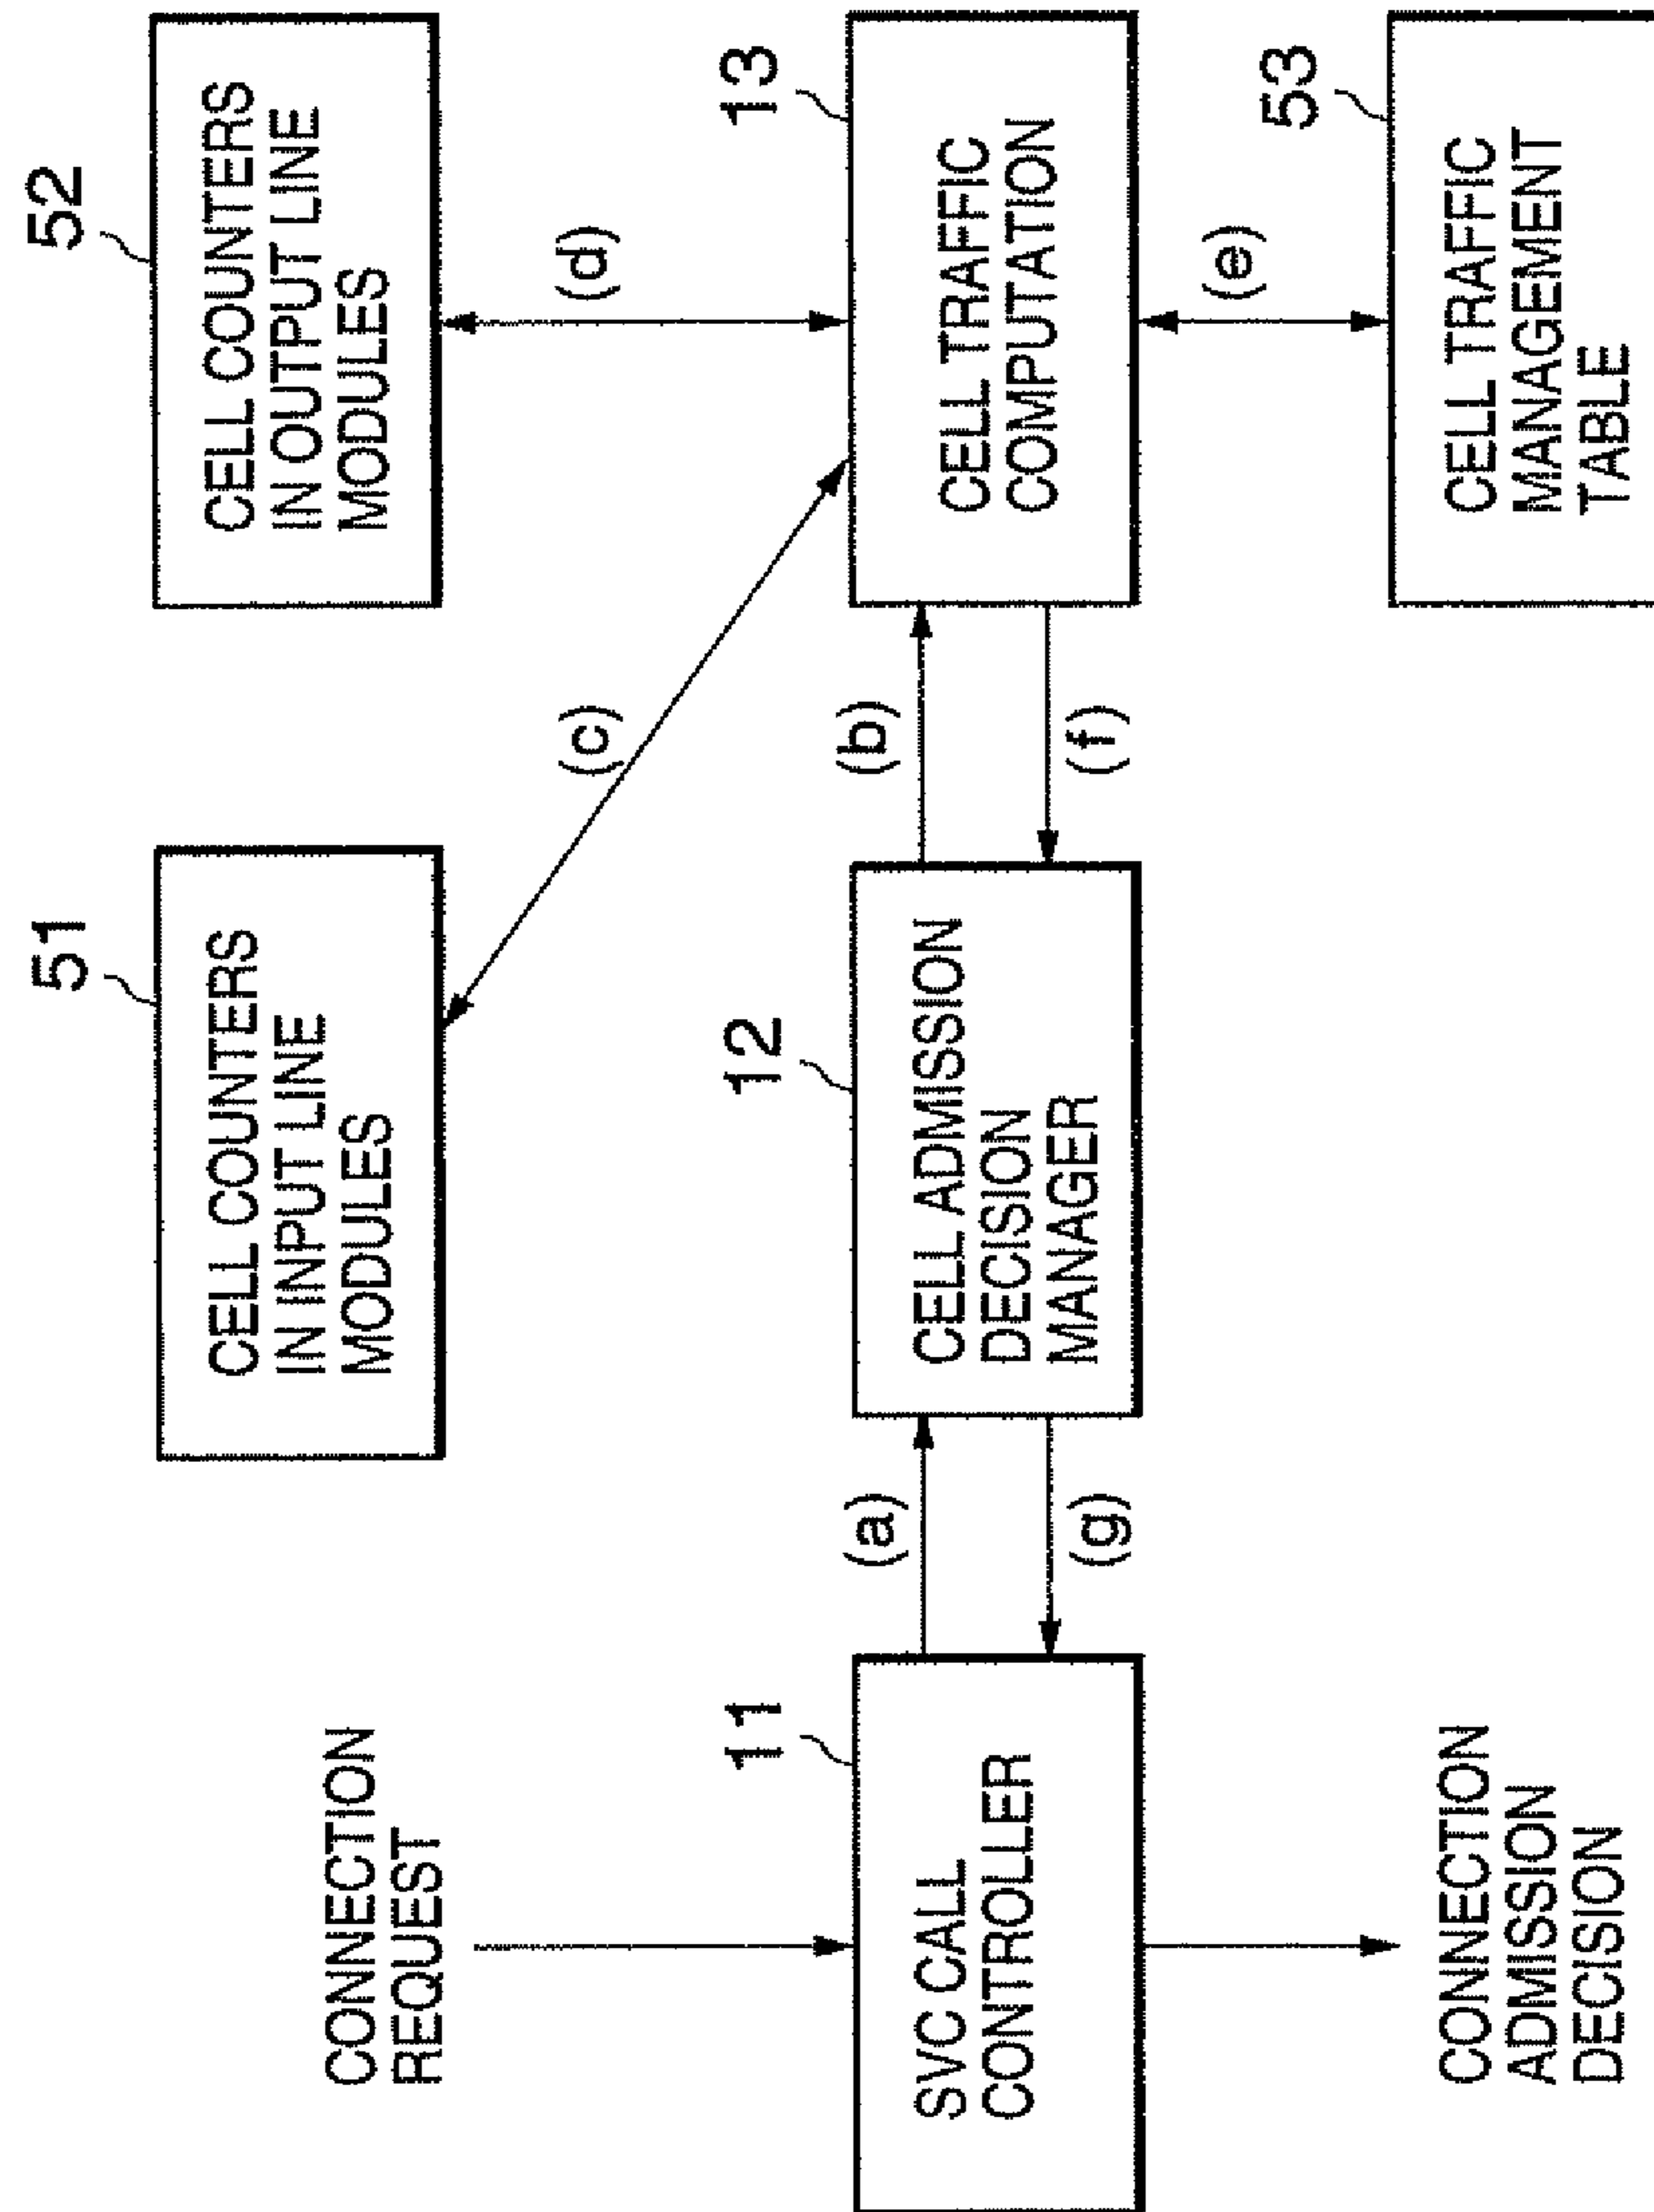 51
CELL COUNTERS
IN INPUT LINE
MODULES
52
CELL COUNTERS
IN OUTPUT LINE
MODULES
(c)
(d)
CONNECTION
REQUEST
11
SVC CALL
CONTROLLER
(a)
(g)
12
CELL ADMISSION
DECISION
MANAGER
(b)
(f)
13
CELL TRAFFIC
COMPUTATION
(e)
CONNECTION
ADMISSION
DECISION
53
CELL TRAFFIC
MANAGEMENT
TABLE